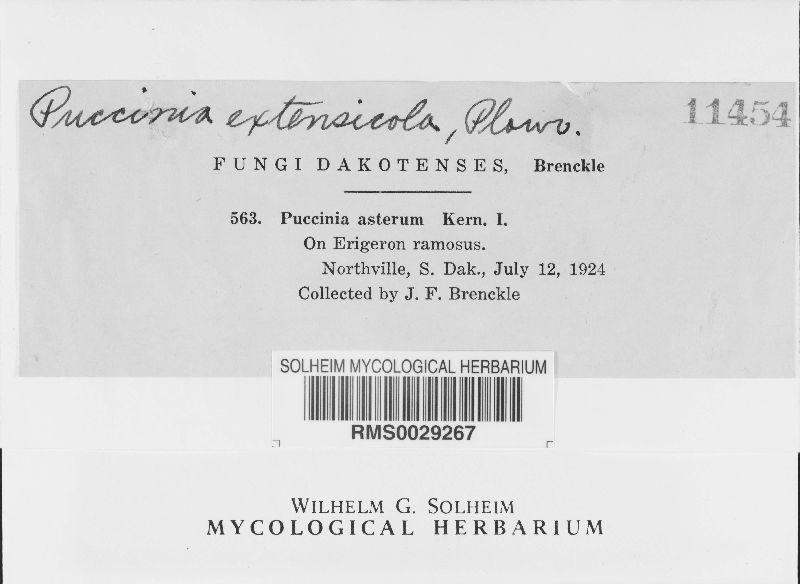 Puccinia extensicola, Plowr.
11454
FUNGI DAKOTENSES, Brenckle
563. Puccinia asterum Kern. I.
On Erigeron ramosus.
Northville, S. Dak., July 12, 1924
Collected by J. F. Brenckle
SOLHEIM MYCOLOGICAL HERBARIUM
RMS0029267
WILHELM G. SOLHEIM
MYCOLOGICAL HERBARIUM